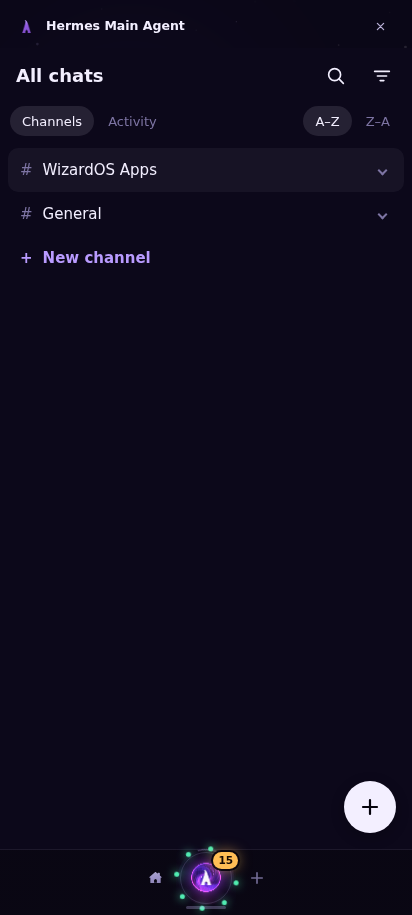 Hermes Main Agent
All chats
Channels Activity A–Z Z–A
# WizardOS Apps
# General
+ New channel
15